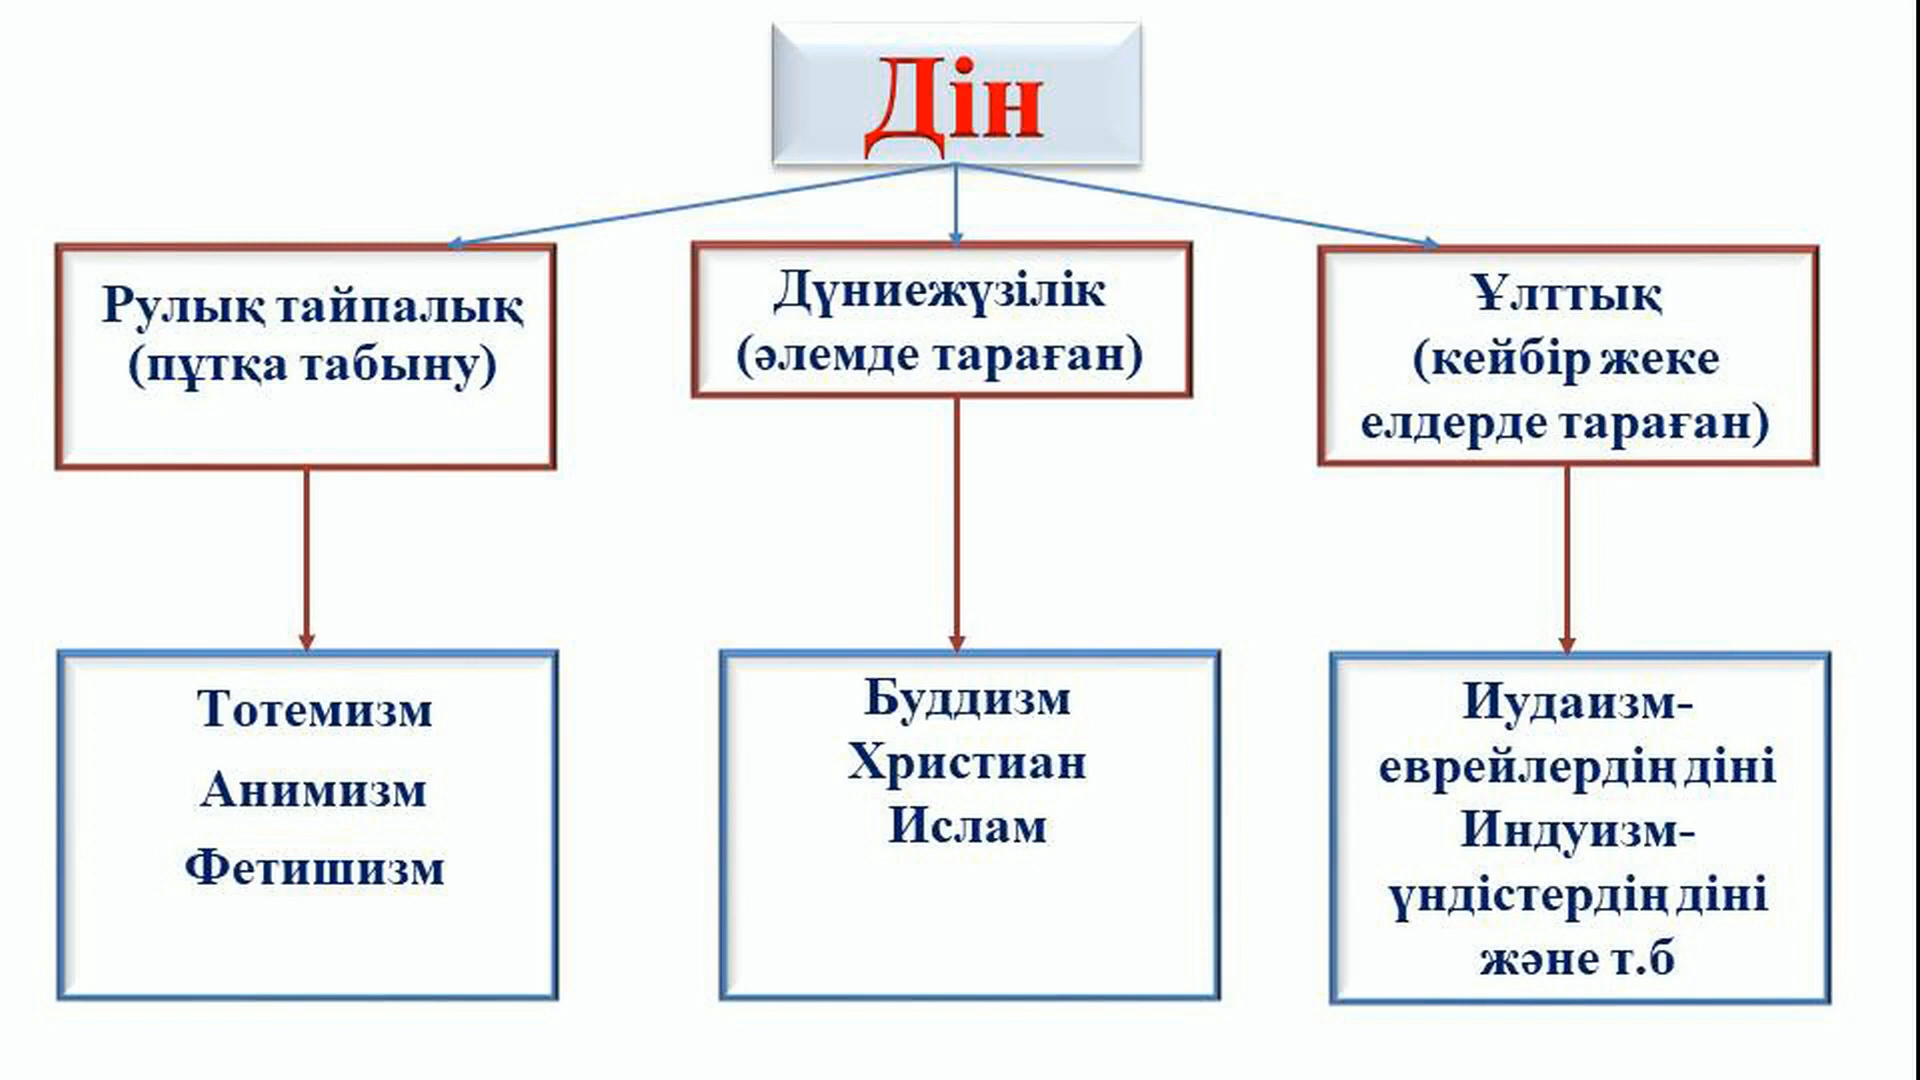 Дін
Рулық тайпалық
(пұтқа табыну)
Дүниежүзілік
(әлемде тараған)
Ұлттық
(кейбір жеке
елдерде тараған)
Тотемизм
Анимизм
Фетишизм
Буддизм
Христиан
Ислам
Иудаизм-
еврейлердің діні
Индуизм-
үндістердің діні
және т.б